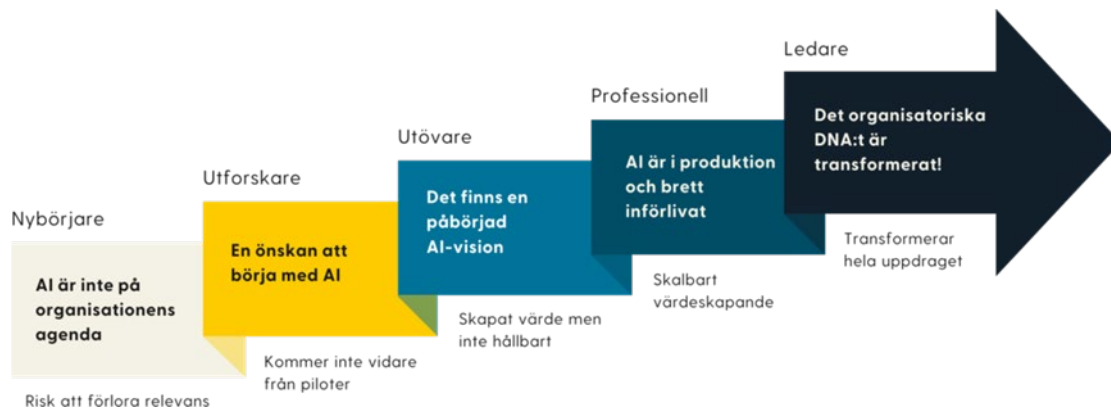 Nybörjare
AI är inte på
organisationens
agenda
Risk att förlora relevans
Utforskare
En önskan att
börja med AI
Kommer inte vidare
från piloter
Utövare
Det finns en
påbörjad
AI-vision
Skapat värde men
inte hållbart
Professionell
AI är i produktion
och brett
införlivat
Skalbart
värdeskapande
Ledare
Det organisatoriska
DNA:t är
transformerat!
Transformerar
hela uppdraget